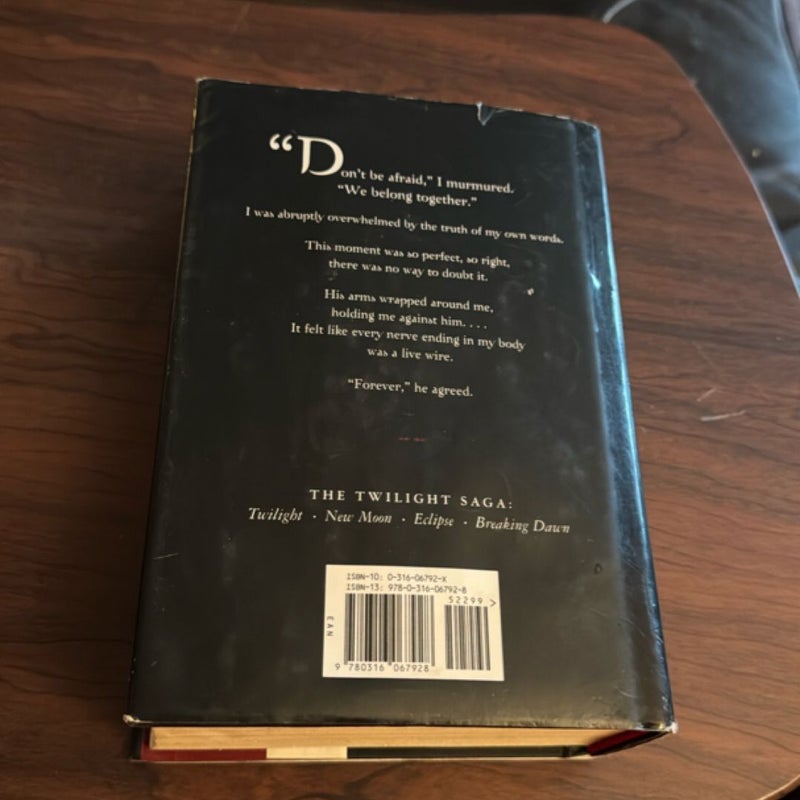 “Don't be afraid,” I murmured.
“We belong together.”
I was abruptly overwhelmed by the truth of my own words.
This moment was so perfect, so right,
there was no way to doubt it.
His arms wrapped around me,
holding me against him. . . .
It felt like every nerve ending in my body
was a live wire.
“Forever,” he agreed.
THE TWILIGHT SAGA:
Twilight · New Moon · Eclipse · Breaking Dawn
ISBN-10: 0-316-06792-X
ISBN-13: 978-0-316-06792-8
52299 >
EAN
9 780316 067928